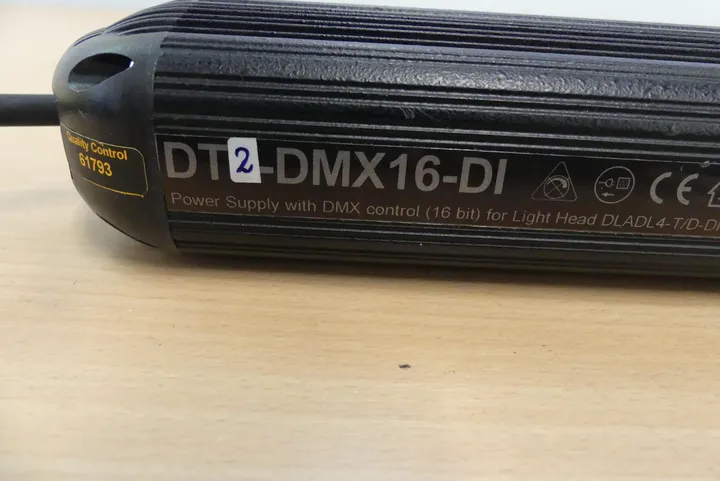 Quality Control
61793
DT2-DMX16-DI
CE
Power Supply with DMX control (16 bit) for Light Head DLADL4-T/D-DI